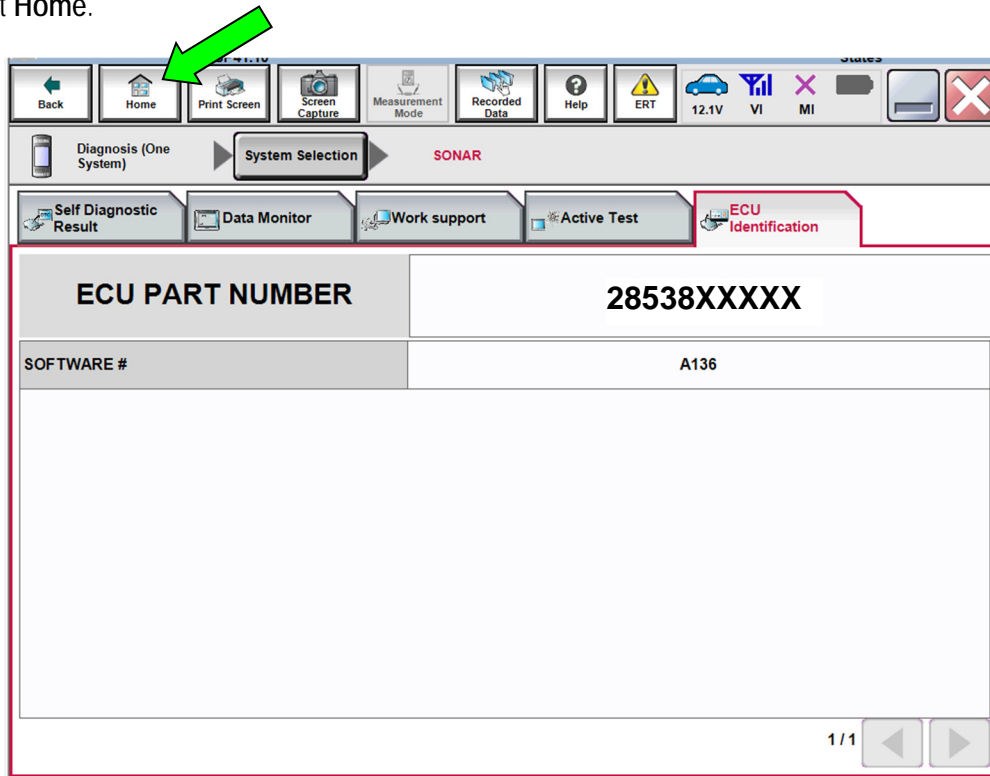 t Home.
Back
Home
Print Screen
Screen
Capture
Measurement
Mode
Recorded
Data
Help
ERT
12.1V
VI
MI
Diagnosis (One
System)
System Selection
SONAR
Self Diagnostic
Result
Data Monitor
Work support
Active Test
ECU
Identification
ECU PART NUMBER
28538XXXXX
SOFTWARE #
A136
1/1